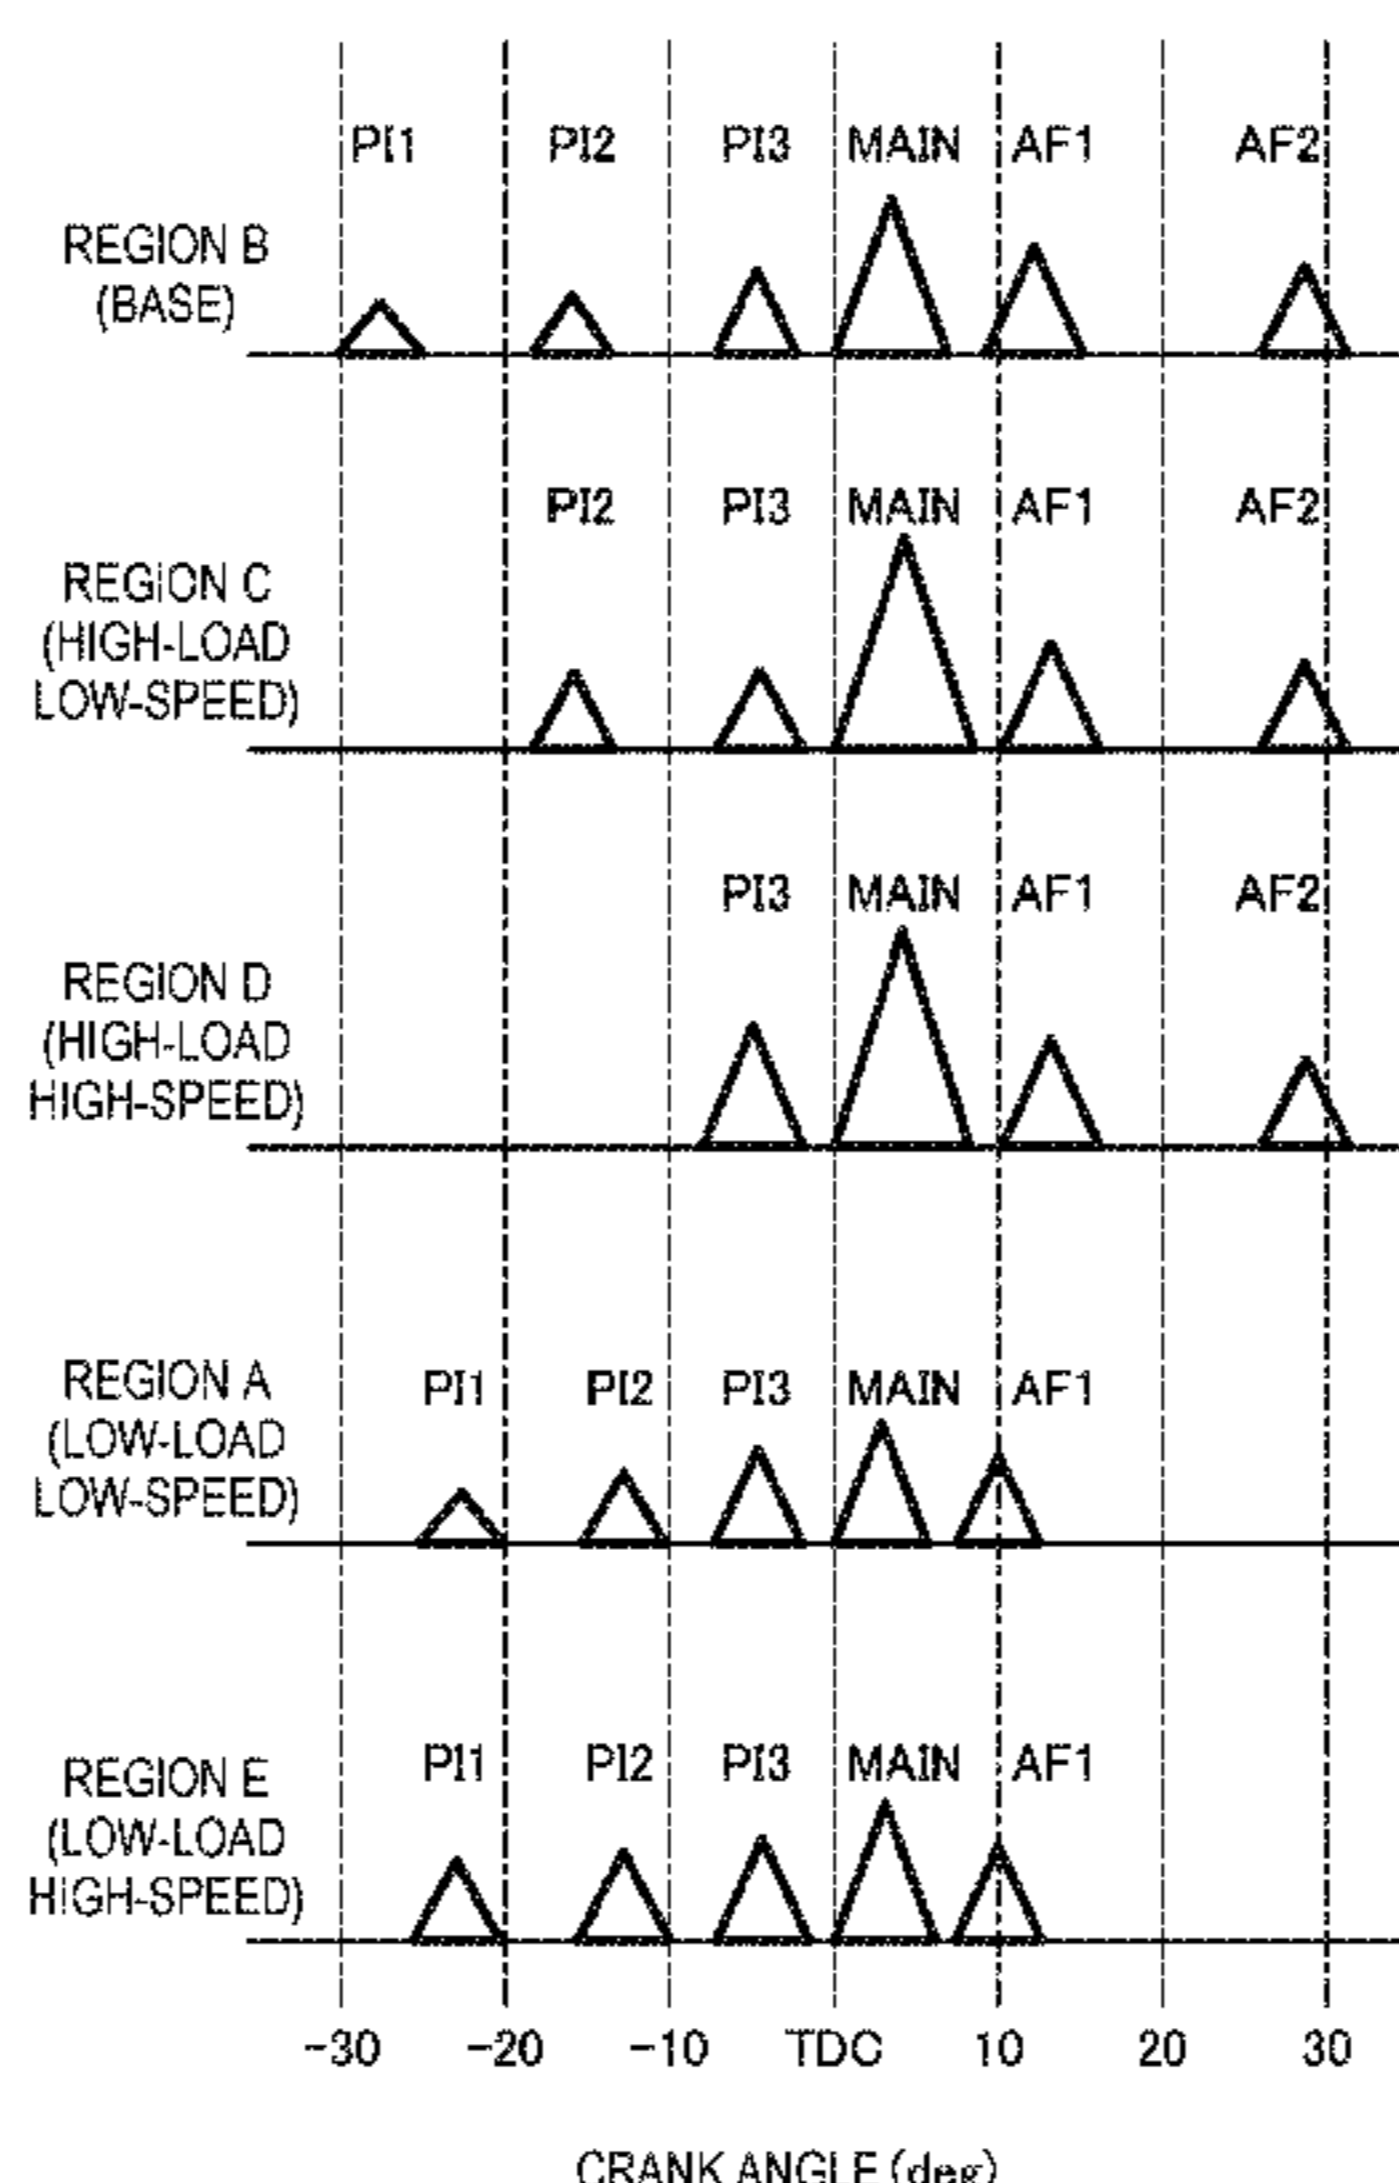 PI1 PI2 PI3 MAIN AF1 AF2
REGION B
(BASE)
PI2 PI3 MAIN AF1 AF2
REGION C
(HIGH-LOAD
LOW-SPEED)
PI3 MAIN AF1 AF2
REGION D
(HIGH-LOAD
HIGH-SPEED)
PI1 PI2 PI3 MAIN AF1
REGION A
(LOW-LOAD
LOW-SPEED)
PI1 PI2 PI3 MAIN AF1
REGION E
(LOW-LOAD
HIGH-SPEED)
-30 -20 -10 TDC 10 20 30
CRANK ANGLE (deg)